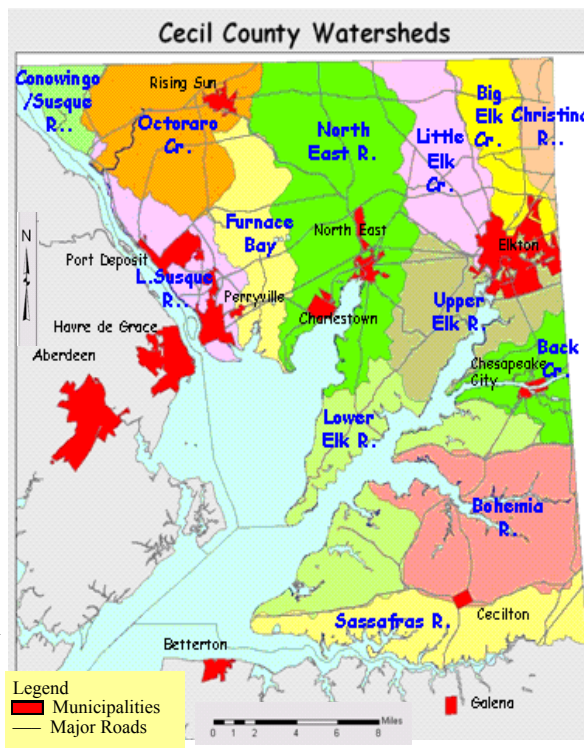 Cecil County Watersheds
Conowingo
/Susque
R..
Rising Sun
Octoraro
Cr.
North
East R.
Little
Elk
Cr.
Big
Elk
Cr.
Christina
R..
Furnace
Bay
North East
Elkton
N
Port Deposit
L.Susque
R..
Perryville
Charlestown
Upper
Elk R.
Havre de Grace
Aberdeen
Chesapeake
City
Back
Cr.
Lower
Elk R.
Bohemia
R.
Sassafras R.
Cecilton
Betterton
Galena
Legend
Municipalities
Major Roads
Miles
0 1 2 4 6 8